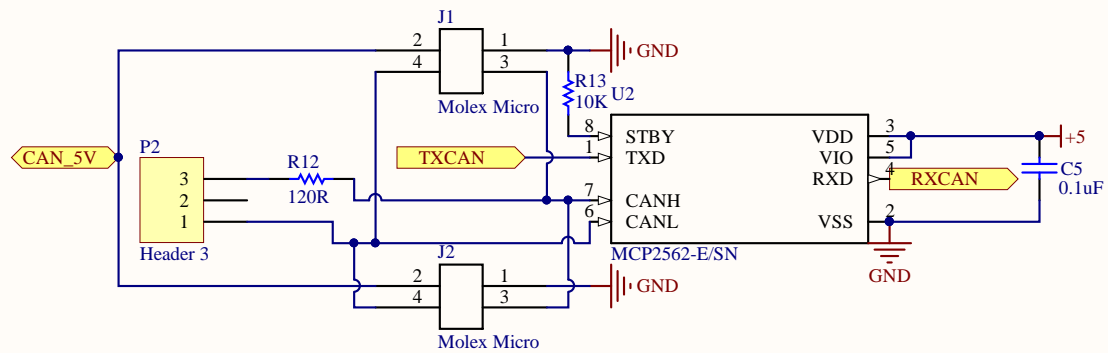 J1
2 1 GND
4 3
Molex Micro
R13
10K
U2
8 STBY VDD 3 +5
P2
CAN_5V TXCAN 1 TXD VIO 5
R12
3 120R RXD 4 RXCAN C5
0.1uF
2 7 CANH
1 6 CANL VSS 2
Header 3 J2 MCP2562-E/SN
GND
2 1 GND
4 3
Molex Micro